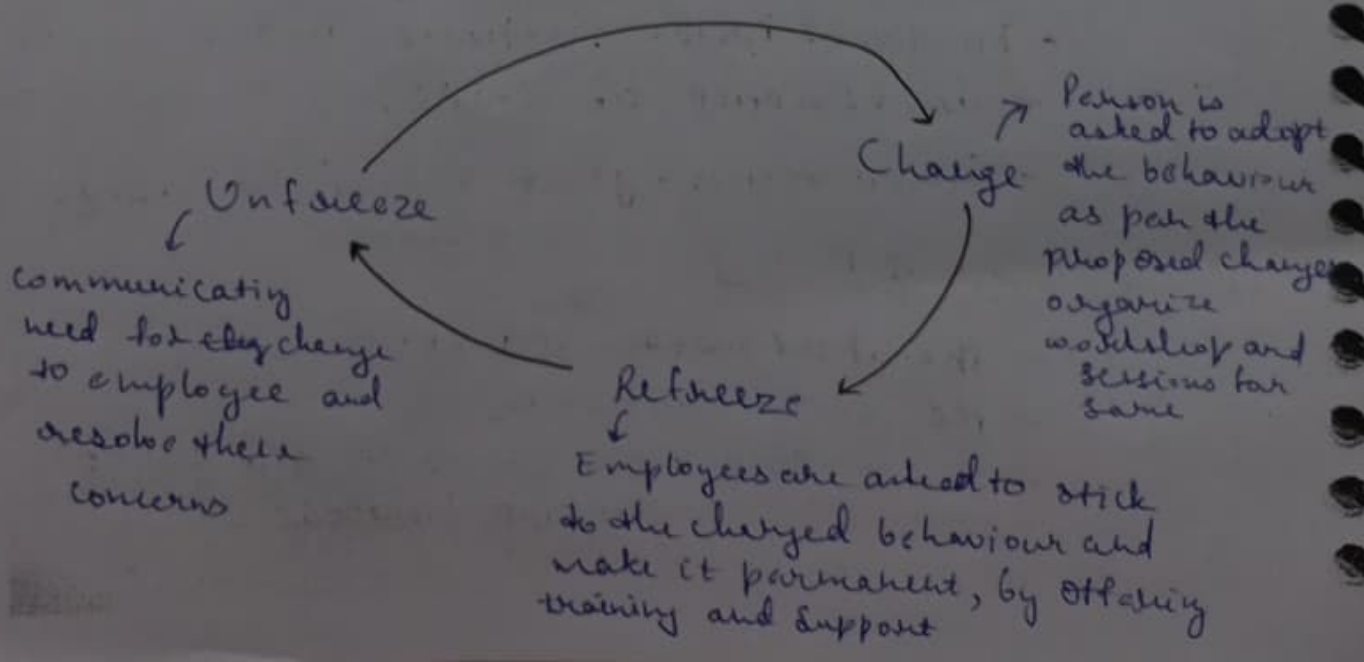 Unfreeze
communicating
need for change
to employee and
resolve their
concerns
Change
Person is
asked to adopt
the behaviour
as per the
proposed changes
organize
workshop and
sessions for
same
Refreeze
Employees are asked to stick
to the changed behaviour and
make it permanent, by offering
training and support